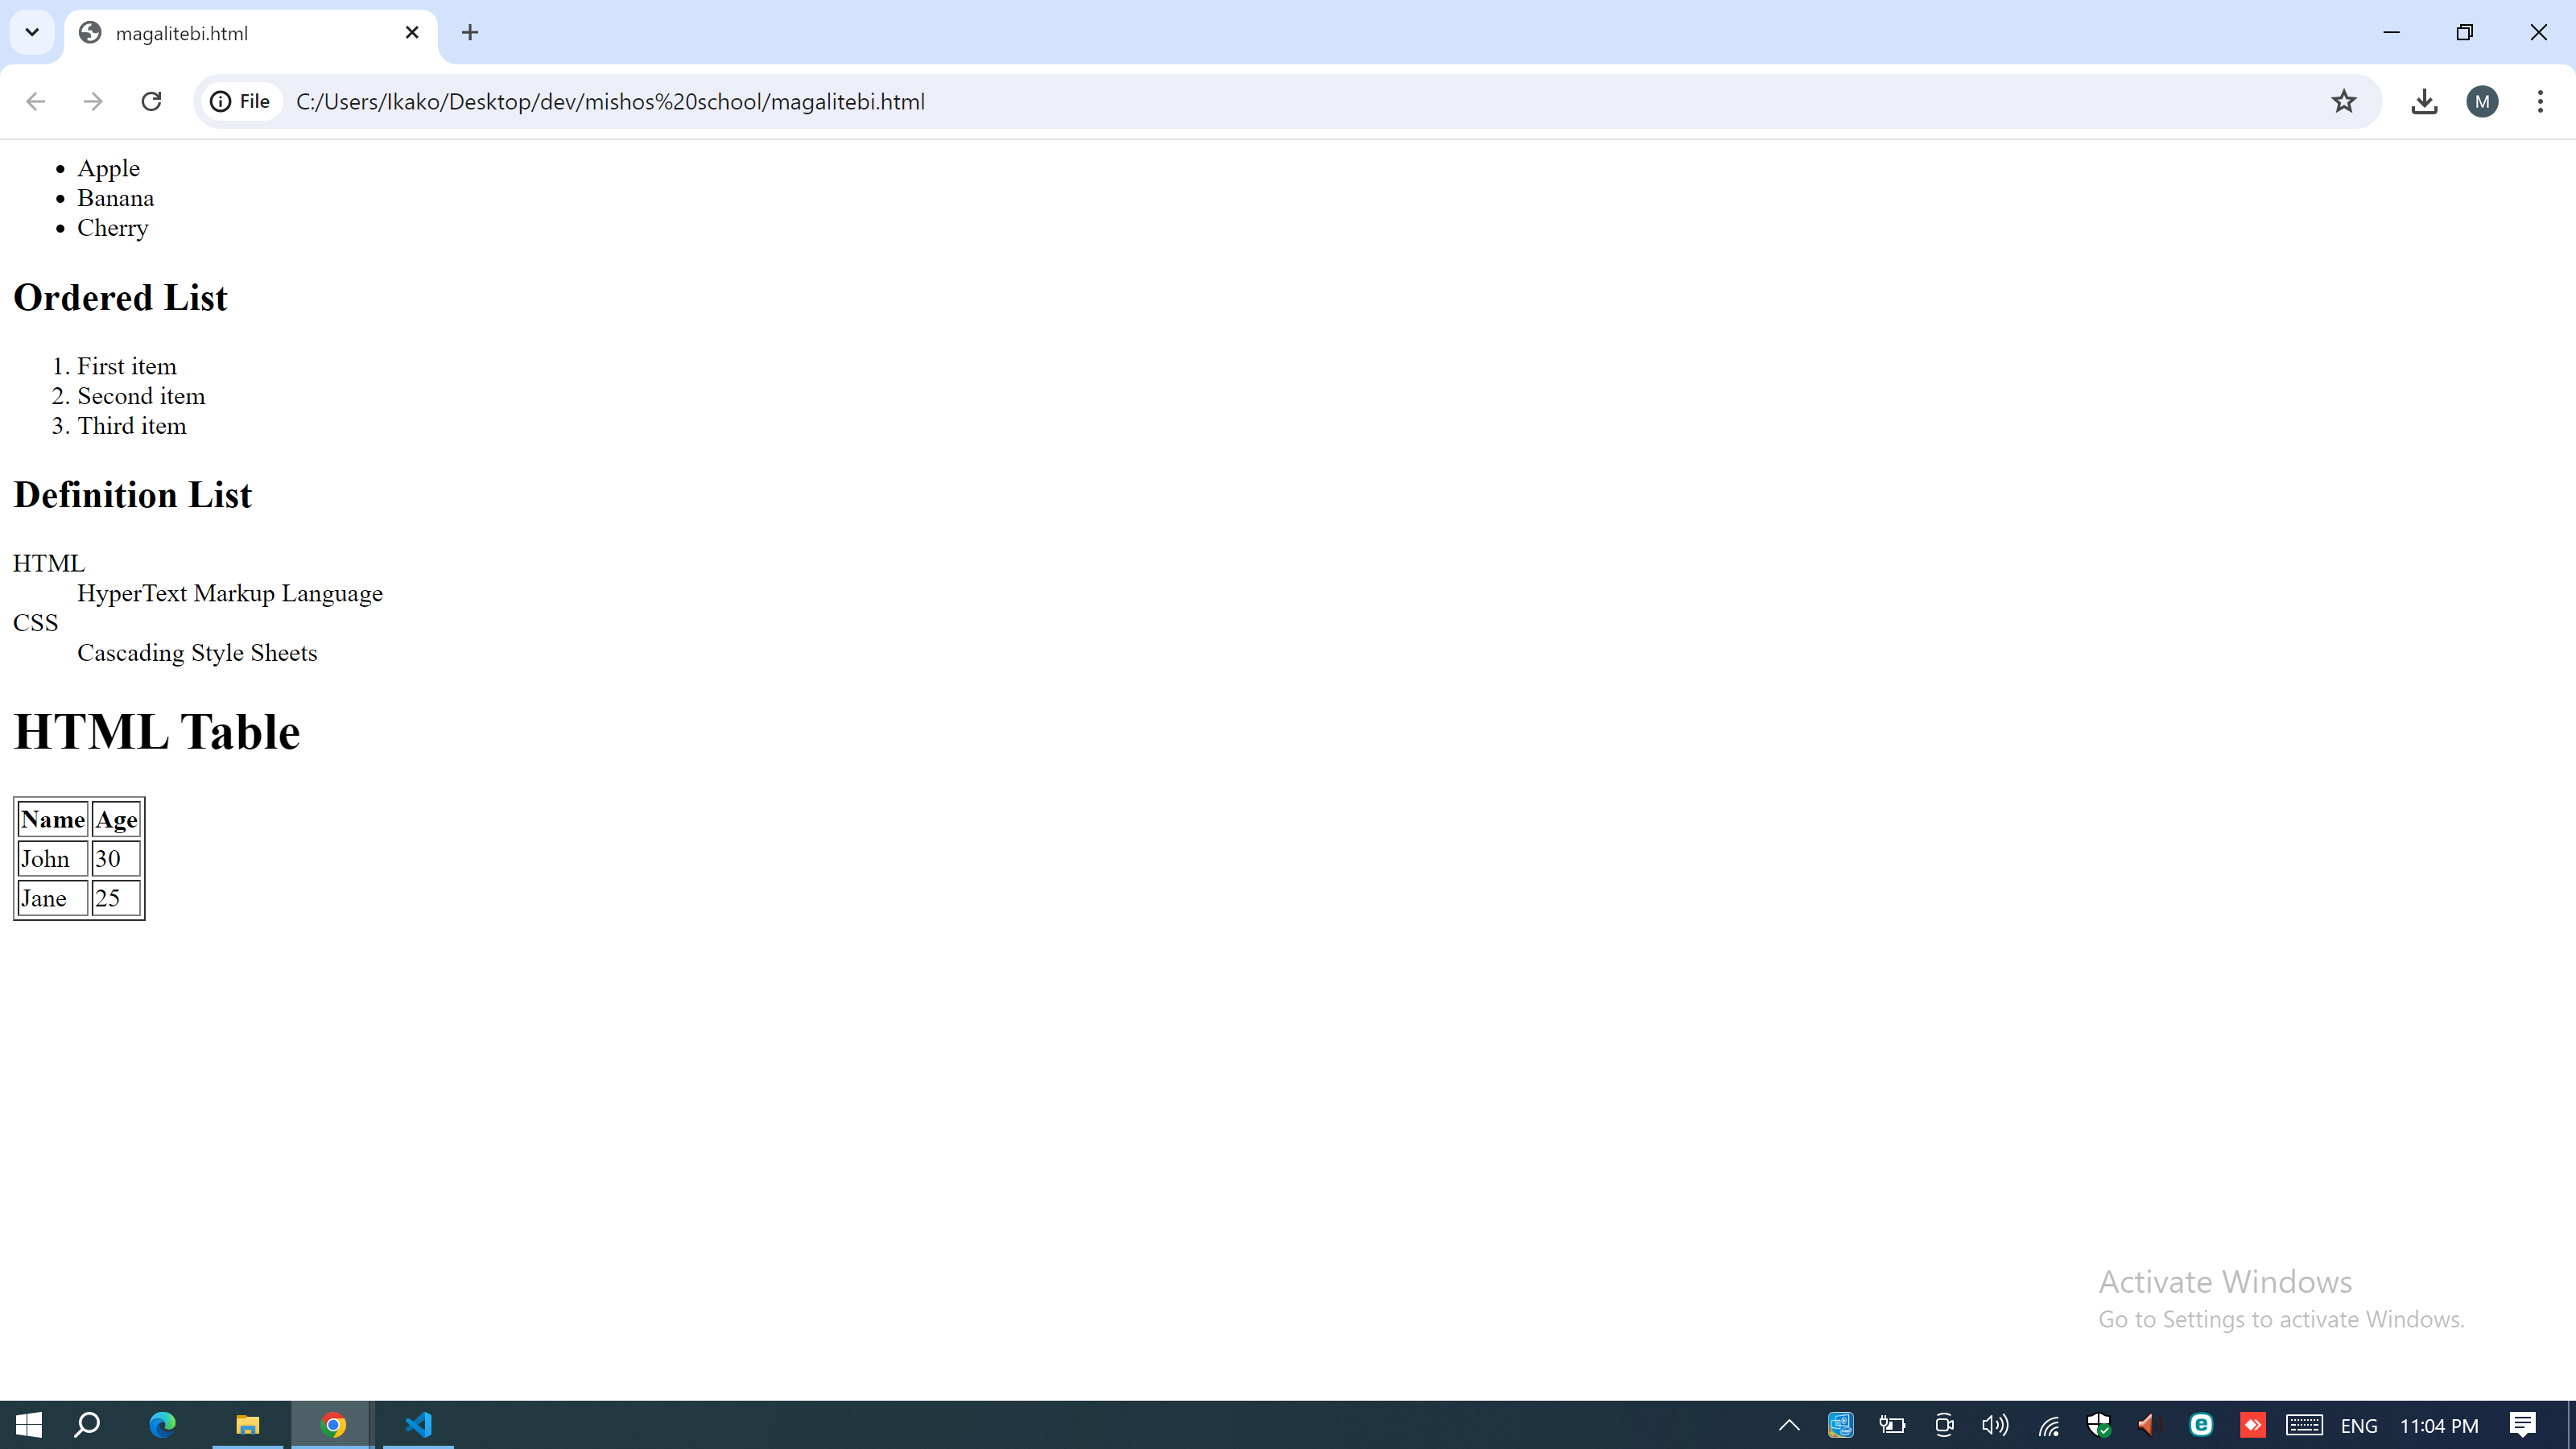 magalitebi.html
File C:/Users/Ikako/Desktop/dev/mishos%20school/magalitebi.html
M
• Apple
• Banana
• Cherry
Ordered List
1. First item
2. Second item
3. Third item
Definition List
HTML
HyperText Markup Language
CSS
Cascading Style Sheets
HTML Table
Name Age
John 30
Jane 25
Activate Windows
Go to Settings to activate Windows.
ENG 11:04 PM